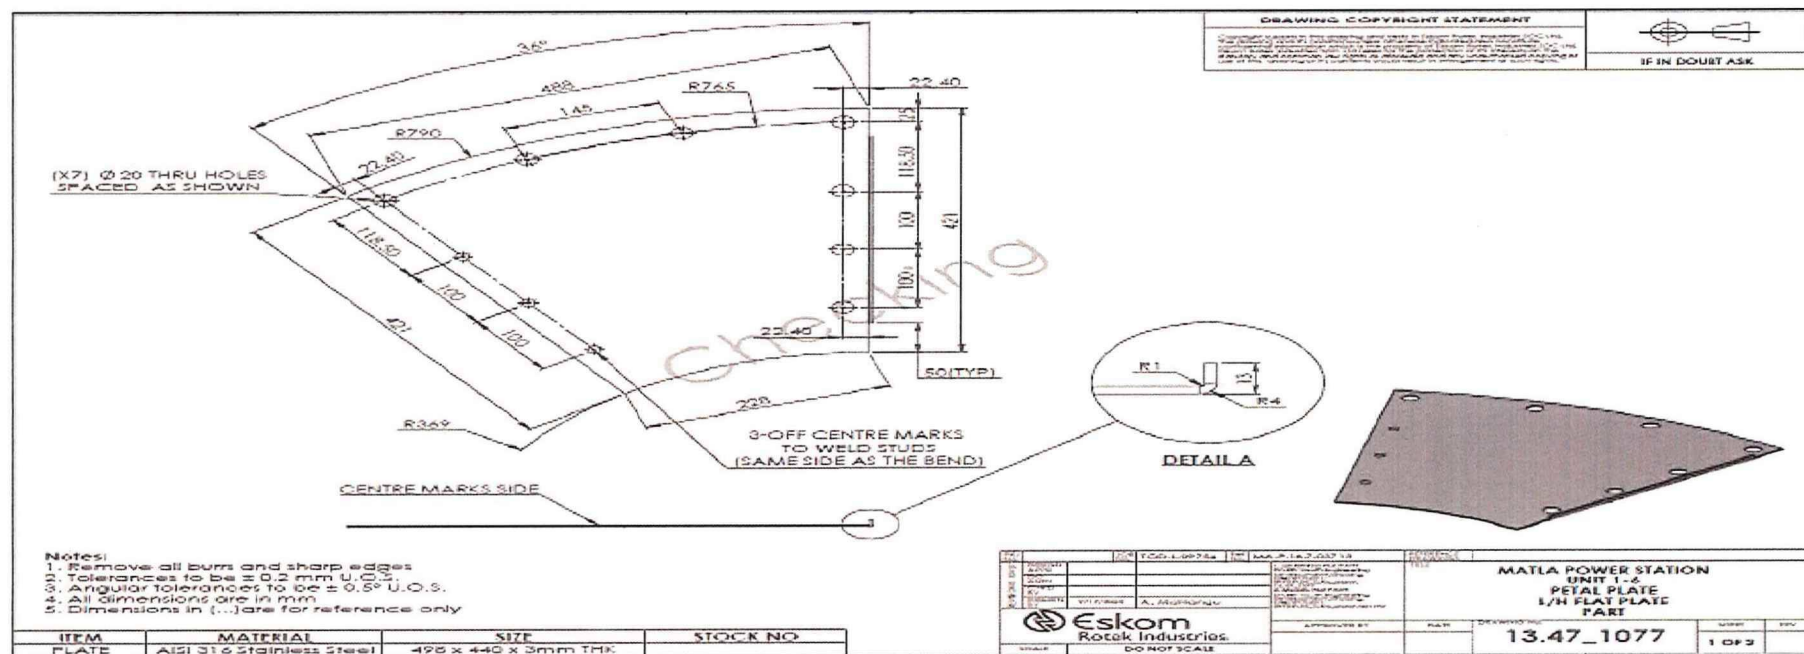 DRAWING COPYRIGHT STATEMENT
IF IN DOUBT ASK
36°
488
R765
22.40
145
25
R790
22.40
118.50
(X7) Ø 20 THRU HOLES
SPACED AS SHOWN
100
421
118.50
100
100
100
421
22.40
50(TYP)
228
R369
Checking
3-OFF CENTRE MARKS
TO WELD STUDS
(SAME SIDE AS THE BEND)
R1
13
R4
DETAIL A
CENTRE MARKS SIDE
Notes:
1. Remove all burrs and sharp edges
2. Tolerances to be ± 0.2 mm U.O.S.
3. Angular tolerances to be ± 0.5° U.O.S.
4. All dimensions are in mm
5. Dimensions in (...)are for reference only
ITEM MATERIAL SIZE STOCK NO
PLATE AISI 316 Stainless Steel 498 x 440 x 3mm THK
MATLA POWER STATION
UNIT 1-6
PETAL PLATE
L/H FLAT PLATE
PART
Eskom
Rotek Industries
DO NOT SCALE
13.47_1077
1 OF 2